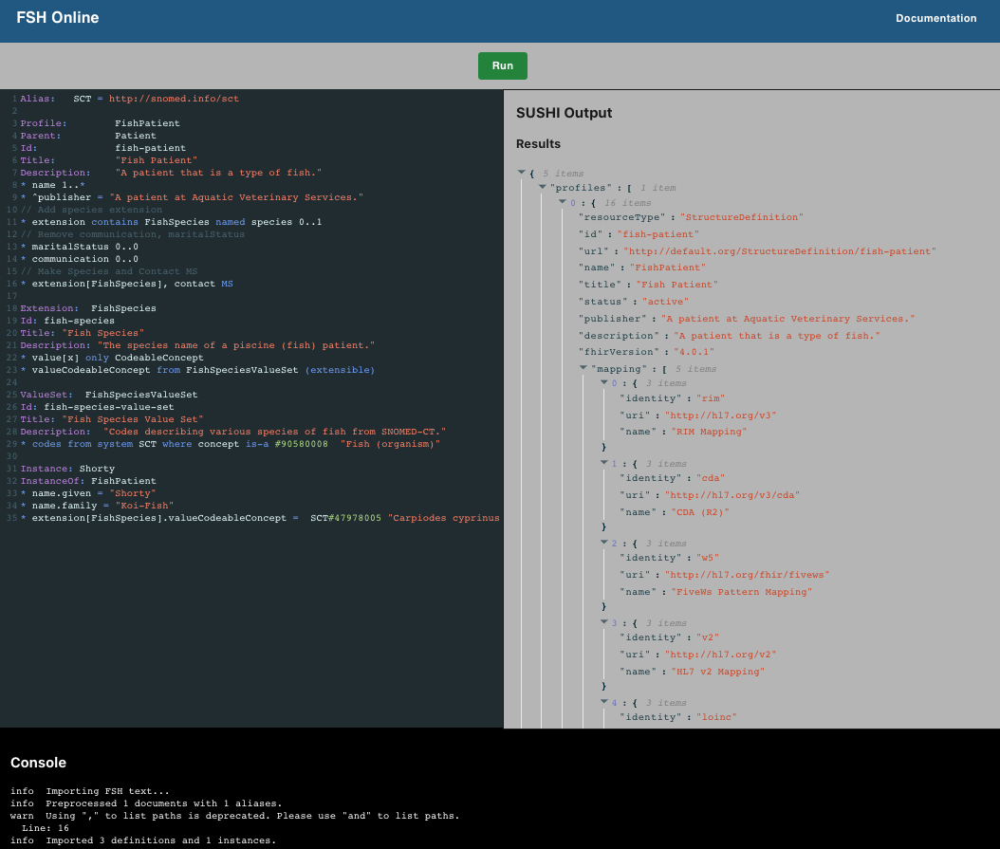 FSH Online
Documentation
Run
1 Alias:   SCT = http://snomed.info/sct
2
3 Profile:        FishPatient
4 Parent:         Patient
5 Id:             fish-patient
6 Title:          "Fish Patient"
7 Description:    "A patient that is a type of fish."
8 * name 1..*
9 * ^publisher = "A patient at Aquatic Veterinary Services."
10 // Add species extension
11 * extension contains FishSpecies named species 0..1
12 // Remove communication, maritalStatus
13 * maritalStatus 0..0
14 * communication 0..0
15 // Make Species and Contact MS
16 * extension[FishSpecies], contact MS
17
18 Extension:  FishSpecies
19 Id: fish-species
20 Title: "Fish Species"
21 Description: "The species name of a piscine (fish) patient."
22 * value[x] only CodeableConcept
23 * valueCodeableConcept from FishSpeciesValueSet (extensible)
24
25 ValueSet:  FishSpeciesValueSet
26 Id: fish-species-value-set
27 Title: "Fish Species Value Set"
28 Description:  "Codes describing various species of fish from SNOMED-CT."
29 * codes from system SCT where concept is-a #90580008  "Fish (organism)"
30
31 Instance: Shorty
32 InstanceOf: FishPatient
33 * name.given = "Shorty"
34 * name.family = "Koi-Fish"
35 * extension[FishSpecies].valueCodeableConcept =  SCT#47978005 "Carpiodes cyprinus
SUSHI Output
Results
{ 5 items
"profiles" : [ 1 item
0 : { 16 items
"resourceType" : "StructureDefinition"
"id" : "fish-patient"
"url" : "http://default.org/StructureDefinition/fish-patient"
"name" : "FishPatient"
"title" : "Fish Patient"
"status" : "active"
"publisher" : "A patient at Aquatic Veterinary Services."
"description" : "A patient that is a type of fish."
"fhirVersion" : "4.0.1"
"mapping" : [ 5 items
0 : { 3 items
"identity" : "rim"
"uri" : "http://hl7.org/v3"
"name" : "RIM Mapping"
}
1 : { 3 items
"identity" : "cda"
"uri" : "http://hl7.org/v3/cda"
"name" : "CDA (R2)"
}
2 : { 3 items
"identity" : "w5"
"uri" : "http://hl7.org/fhir/fivews"
"name" : "FiveWs Pattern Mapping"
}
3 : { 3 items
"identity" : "v2"
"uri" : "http://hl7.org/v2"
"name" : "HL7 v2 Mapping"
}
4 : { 3 items
"identity" : "loinc"
Console
info  Importing FSH text...
info  Preprocessed 1 documents with 1 aliases.
warn  Using "," to list paths is deprecated. Please use "and" to list paths.
Line: 16
info  Imported 3 definitions and 1 instances.